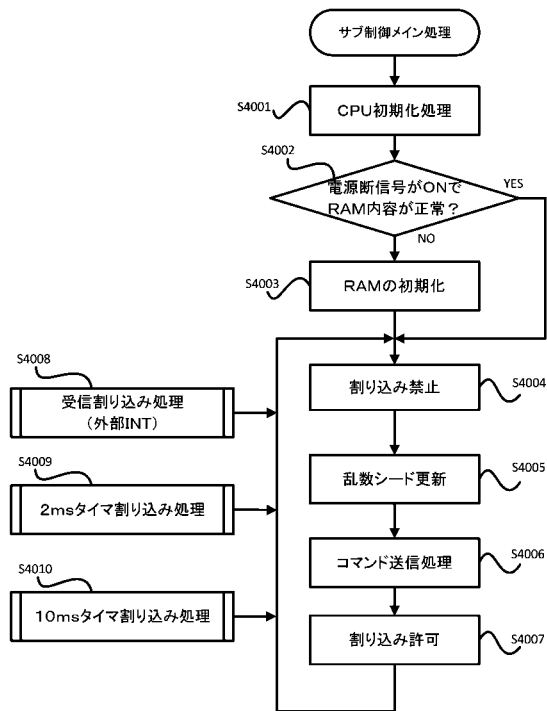 サブ制御メイン処理
S4001
CPU初期化処理
S4002
電源断信号がONで
RAM内容が正常？
YES
NO
S4003
RAMの初期化
S4008
受信割り込み処理
(外部INT)
S4004
割り込み禁止
S4009
2msタイマ割り込み処理
S4005
乱数シード更新
S4006
コマンド送信処理
S4010
10msタイマ割り込み処理
S4007
割り込み許可